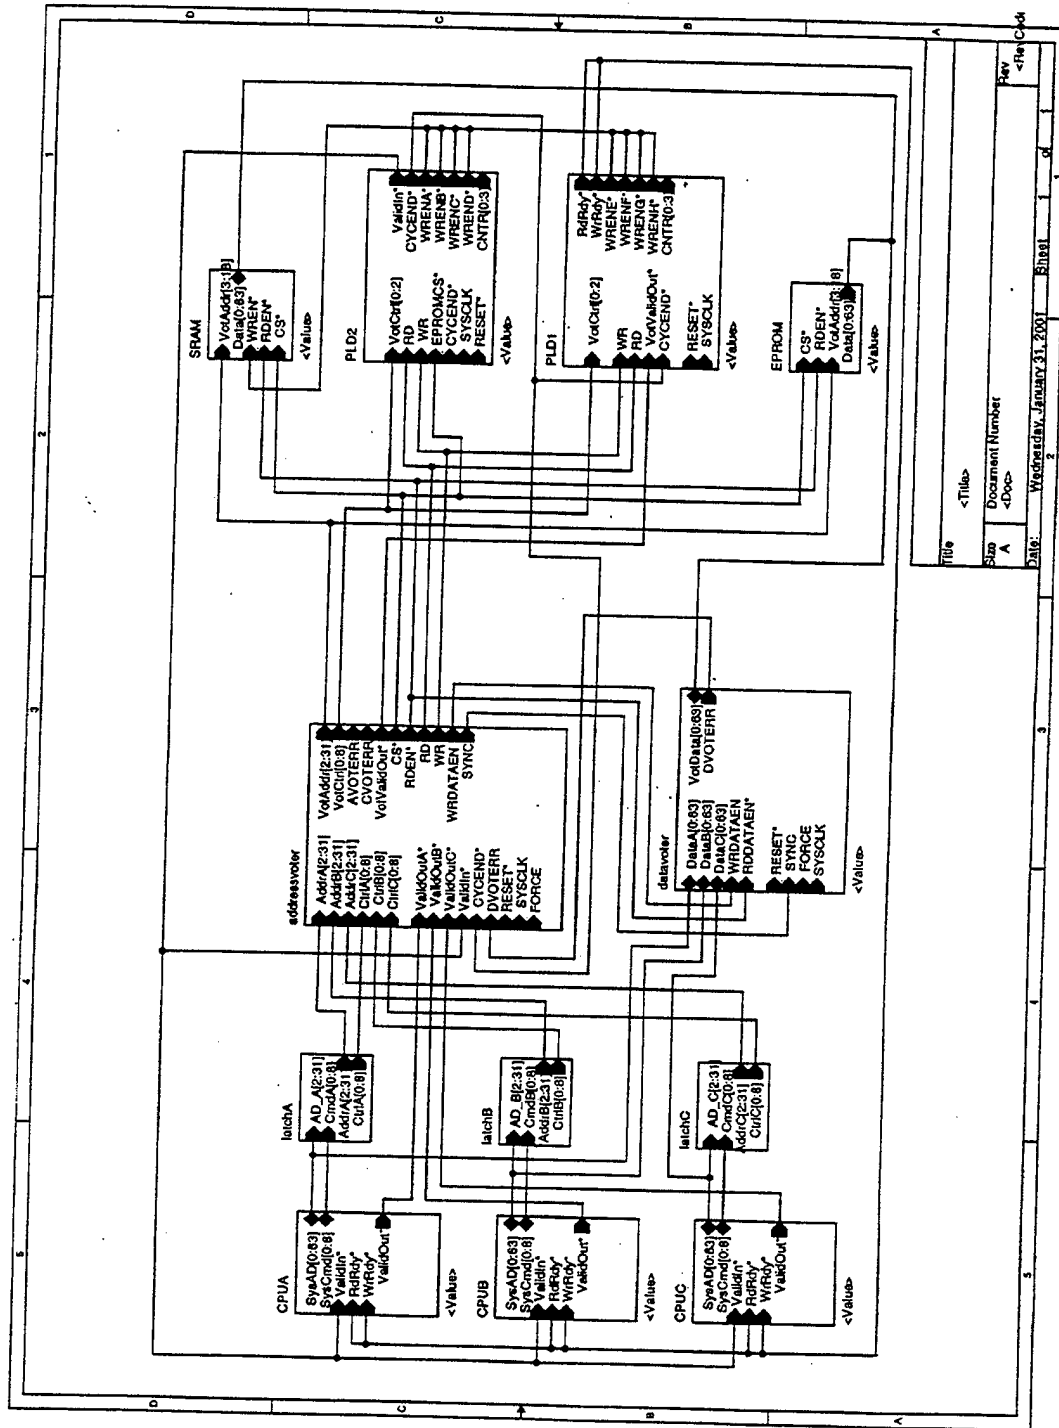 5
4
3
2
1
D
C
B
A
D
C
B
A
CPUA
SysAD[0:63]
SysCmd[0:8]
ValidIn*
RdRdy*
WrRdy*
ValidOut*
<Value>
CPUB
SysAD[0:63]
SysCmd[0:8]
ValidIn*
RdRdy*
WrRdy*
ValidOut*
<Value>
CPUC
SysAD[0:63]
SysCmd[0:8]
ValidIn*
RdRdy*
WrRdy*
ValidOut*
<Value>
latchA
AD_A[2:31]
CmdA[0:8]
AddrA[2:31]
CtrlA[0:8]
latchB
AD_B[2:31]
CmdB[0:8]
AddrB[2:31]
CtrlB[0:8]
latchC
AD_C[2:31]
CmdC[0:8]
AddrC[2:31]
CtrlC[0:8]
addressvoter
AddrA[2:31]
AddrB[2:31]
AddrC[2:31]
CtrlA[0:8]
CtrlB[0:8]
CtrlC[0:8]
ValidOutA*
ValidOutB*
ValidOutC*
ValidIn*
CYCEND*
DVOTERR
RESET*
SYSCLK
FORCE
VotAddr[2:31]
VotCtrl[0:8]
AVOTERR
CVOTERR
VotValidOut*
CS*
RDEN*
RD
WR
WRDATAEN
SYNC
datavoter
DataA[0:63]
DataB[0:63]
DataC[0:63]
WRDATAEN
RDDATAEN*
RESET*
SYNC
FORCE
SYSCLK
VotData[0:63]
DVOTERR
<Value>
SRAM
VotAddr[3:18]
Data[0:63]
WREN*
RDEN*
CS*
<Value>
PLD2
VotCtrl[0:2]
RD
WR
EPROMCS*
CYCEND*
SYSCLK
RESET*
ValidIn*
CYCEND*
WRENA*
WRENB*
WRENC*
WREND*
CNTR[0:3]
<Value>
PLD1
VotCtrl[0:2]
WR
RD
VotValidOut*
CYCEND*
RESET*
SYSCLK
RdRdy*
WrRdy*
WRENE*
WRENF*
WRENG*
WRENH*
CNTR[0:3]
<Value>
EPROM
CS*
RDEN*
VotAddr[3:18]
Data[0:63]
<Value>
Title
<Title>
Size
A
Document Number
<Doc>
Rev
<RevCode
Date:
Wednesday, January 31, 2001
Sheet
1
of
1
5
4
3
2
1